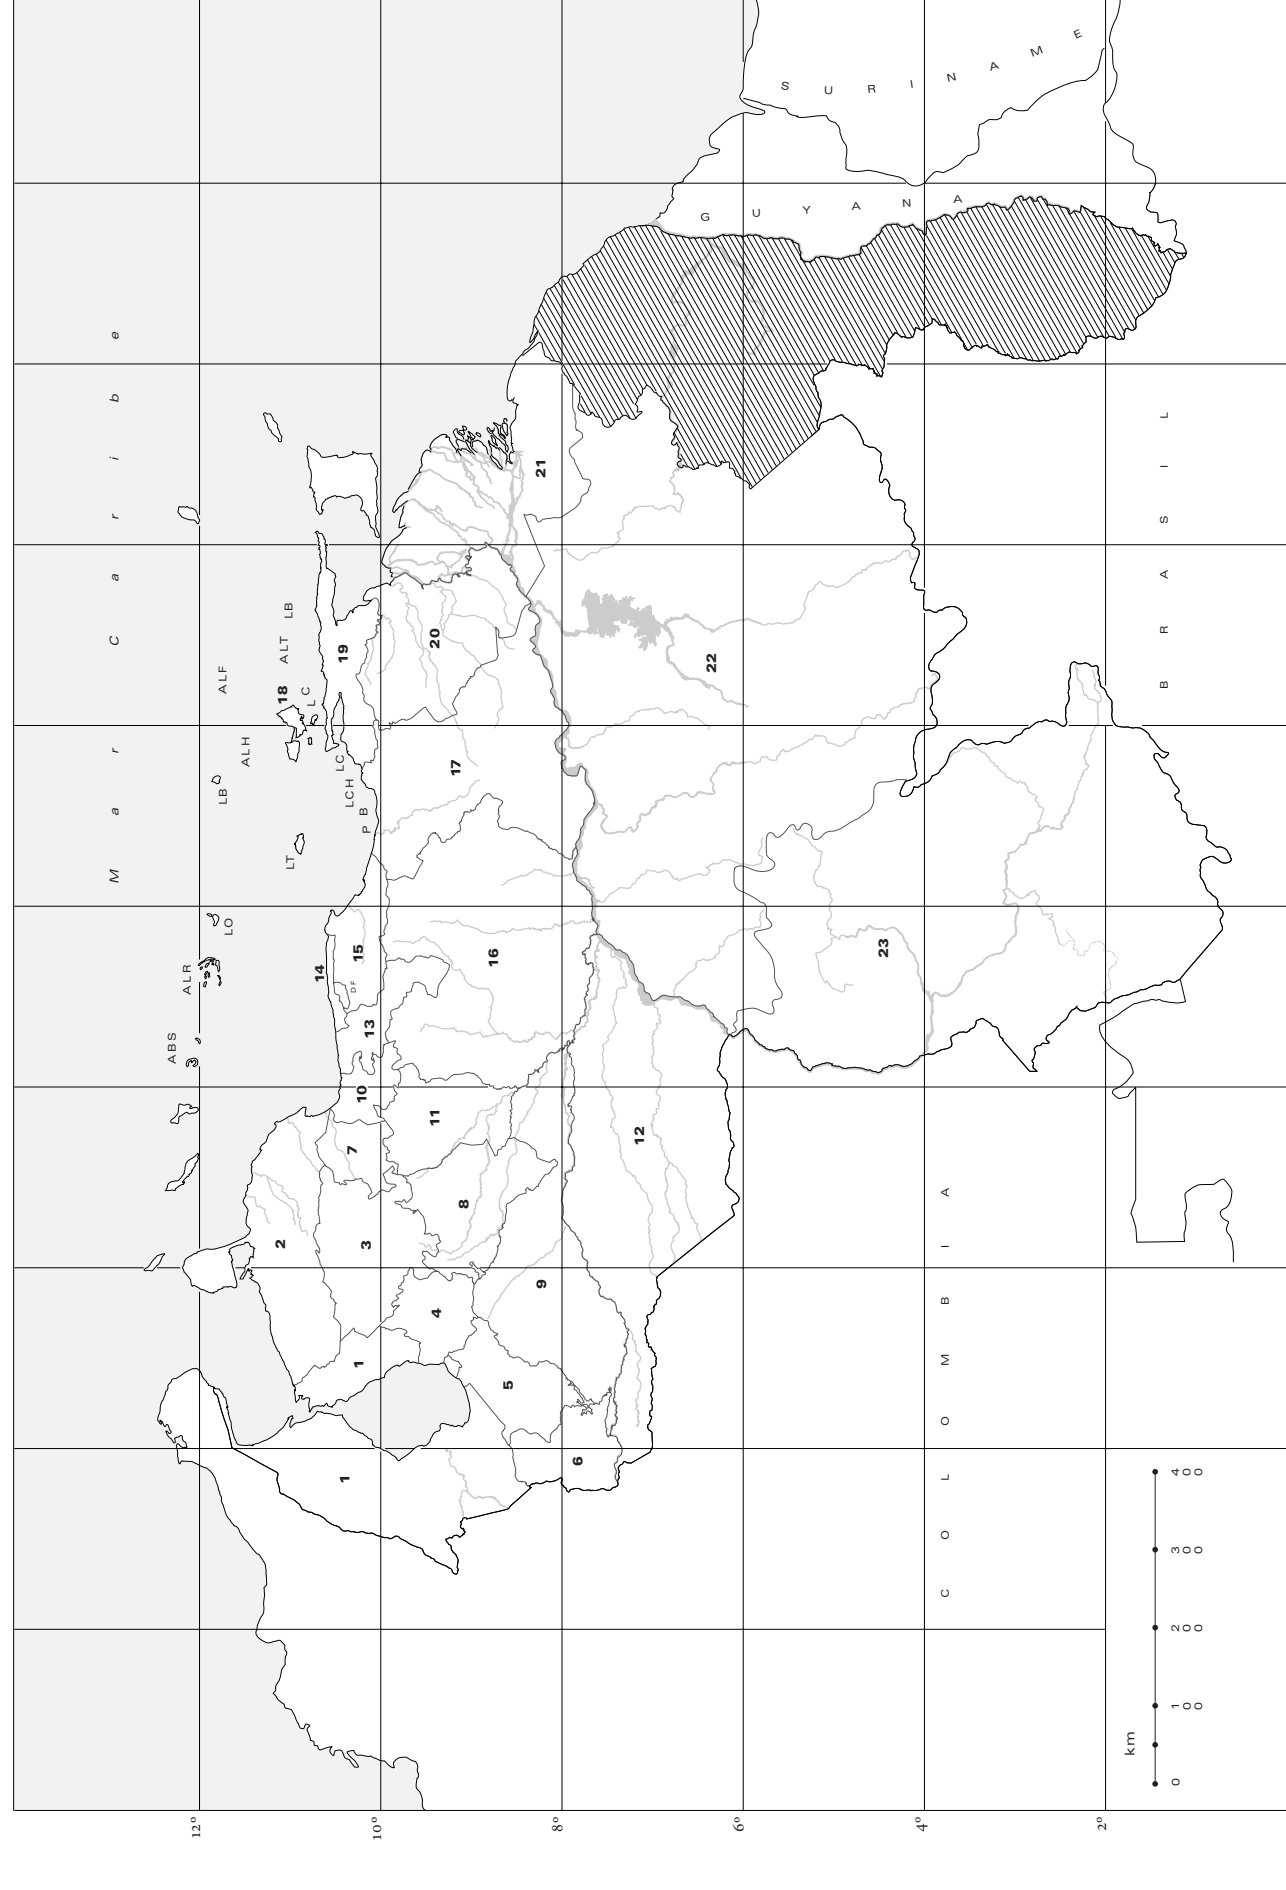 M a r   C a r i b e
S U R I N A M E
G U Y A N A
B R A S I L
C O L O M B I A
ABS
ALR
LO
LT
LB
ALH
ALF
18
LC
ALT
LB
LC
LCH
PB
14
15
DF
13
10
7
2
3
1
1
4
5
6
8
9
11
12
16
17
19
20
21
22
23
12°
10°
8°
6°
4°
2°
km
0
100
200
300
400